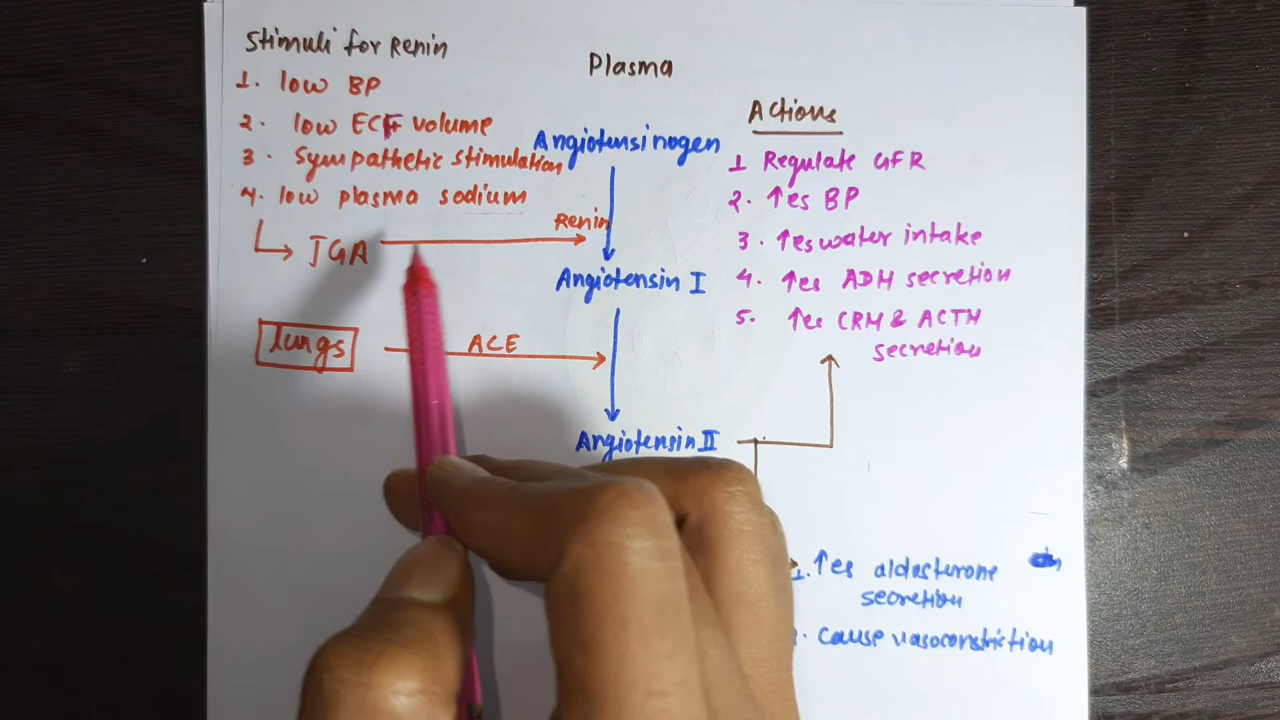 Stimuli for Renin
1. low BP
2. low ECF volume
3. Sympathetic stimulation
4. low plasma sodium
JGA
lungs
Plasma
Angiotensinogen
Renin
Angiotensin I
ACE
Angiotensin II
Actions
1 Regulate GFR
2. ↑es BP
3. ↑es water intake
4. ↑es ADH secretion
5. ↑es CRH & ACTH
secretion
1. ↑es aldesterone
secretion
. cause vasoconstriction